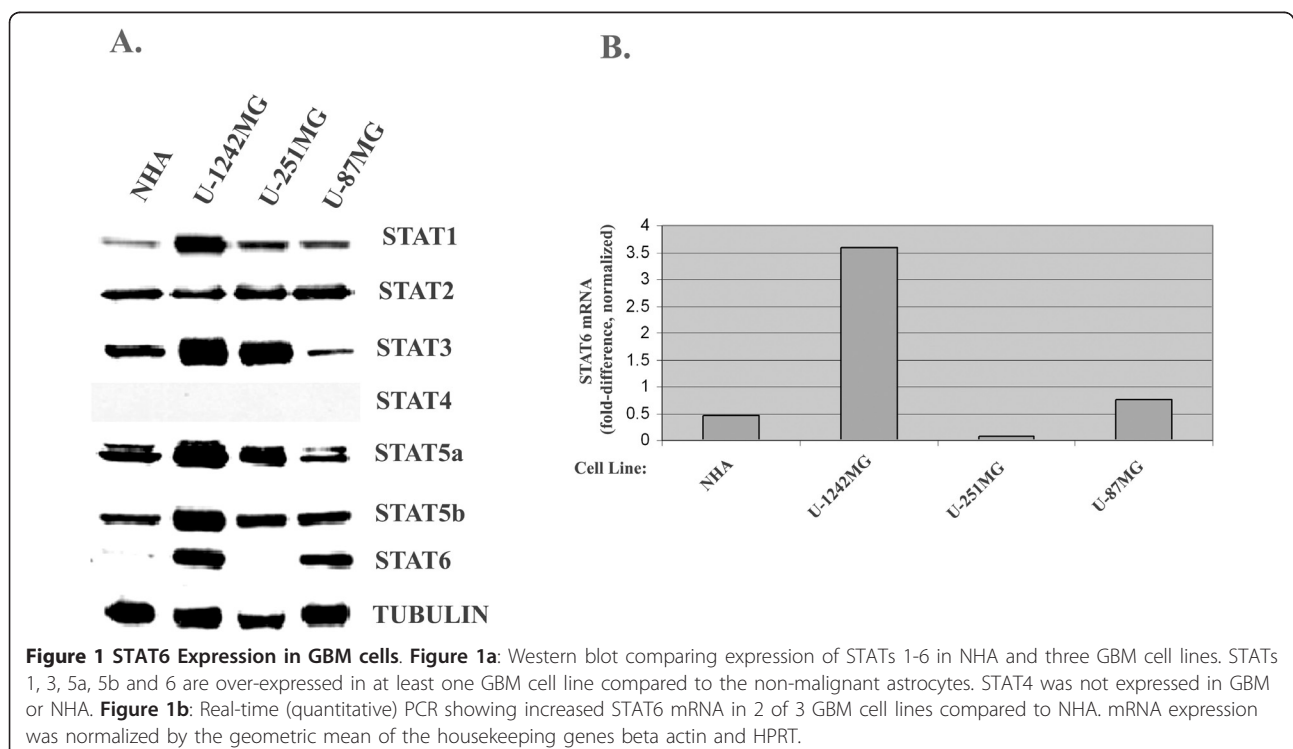 A.
B.
NHA
U-1242MG
U-251MG
U-87MG
STAT1
STAT2
STAT3
STAT4
STAT5a
STAT5b
STAT6
TUBULIN
STAT6 mRNA
(fold-difference, normalized)
4
3.5
3
2.5
2
1.5
1
0.5
0
Cell Line:
NHA
U-1242MG
U-251MG
U-87MG
Figure 1 STAT6 Expression in GBM cells. Figure 1a: Western blot comparing expression of STATs 1-6 in NHA and three GBM cell lines. STATs
1, 3, 5a, 5b and 6 are over-expressed in at least one GBM cell line compared to the non-malignant astrocytes. STAT4 was not expressed in GBM
or NHA. Figure 1b: Real-time (quantitative) PCR showing increased STAT6 mRNA in 2 of 3 GBM cell lines compared to NHA. mRNA expression
was normalized by the geometric mean of the housekeeping genes beta actin and HPRT.